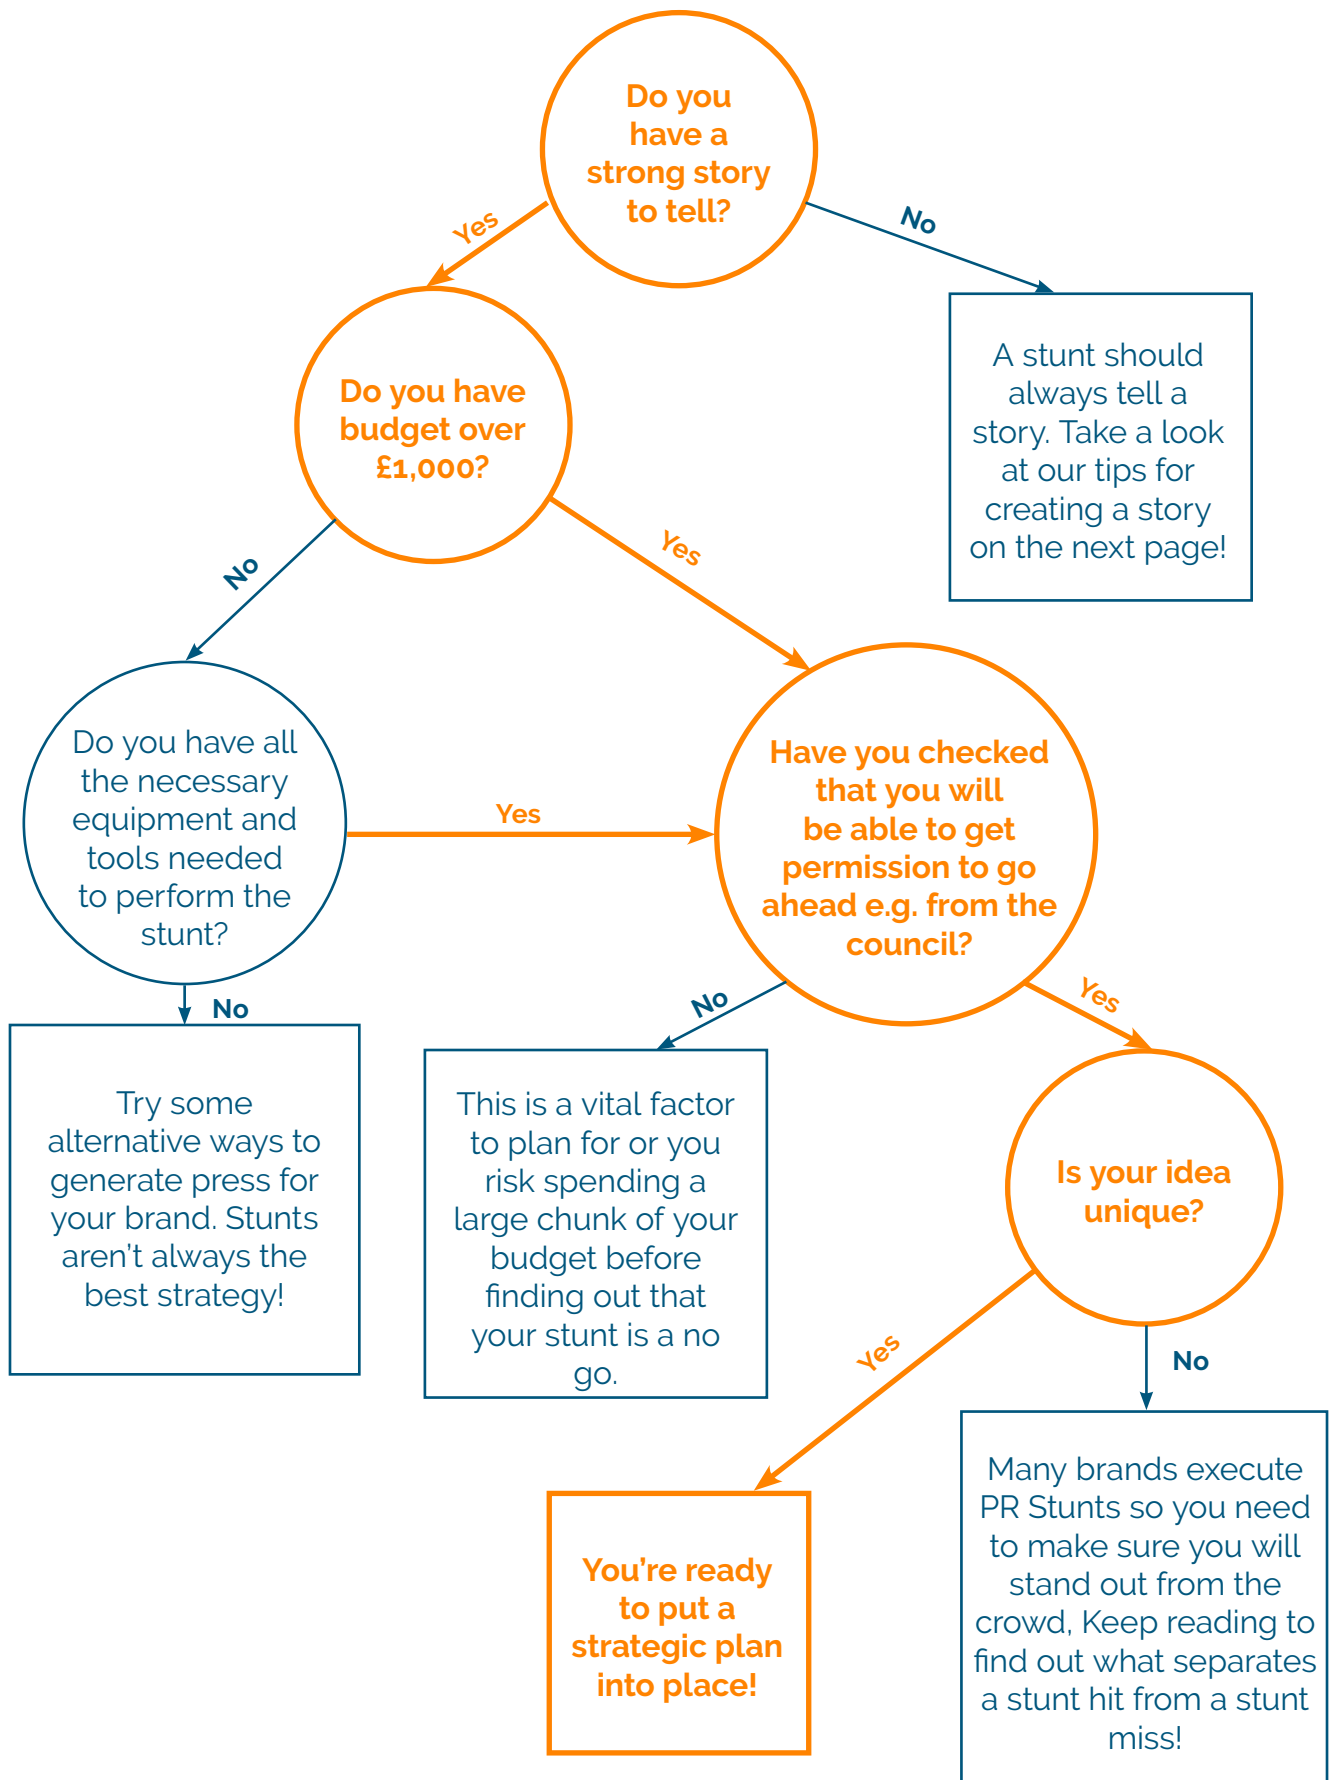 Do you
have a
strong story
to tell?
Yes
No
Do you have
budget over
£1,000?
A stunt should
always tell a
story. Take a look
at our tips for
creating a story
on the next page!
No
Yes
Do you have all
the necessary
equipment and
tools needed
to perform the
stunt?
Yes
Have you checked
that you will
be able to get
permission to go
ahead e.g. from the
council?
No
No
Yes
Try some
alternative ways to
generate press for
your brand. Stunts
aren't always the
best strategy!
This is a vital factor
to plan for or you
risk spending a
large chunk of your
budget before
finding out that
your stunt is a no
go.
Is your idea
unique?
Yes
No
You're ready
to put a
strategic plan
into place!
Many brands execute
PR Stunts so you need
to make sure you will
stand out from the
crowd, Keep reading to
find out what separates
a stunt hit from a stunt
miss!